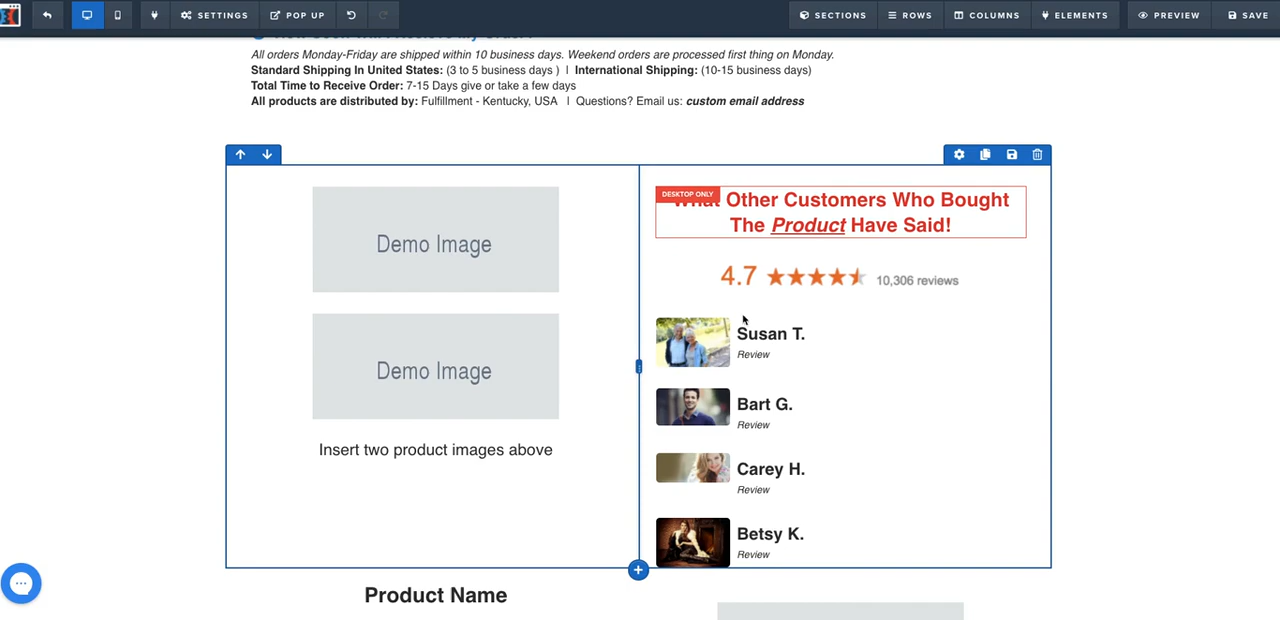 SETTINGS
POP UP
SECTIONS
ROWS
COLUMNS
ELEMENTS
PREVIEW
SAVE
All orders Monday-Friday are shipped within 10 business days. Weekend orders are processed first thing on Monday.
Standard Shipping In United States: (3 to 5 business days ) | International Shipping: (10-15 business days)
Total Time to Receive Order: 7-15 Days give or take a few days
All products are distributed by: Fulfillment - Kentucky, USA | Questions? Email us: custom email address
Demo Image
Demo Image
Insert two product images above
DESKTOP ONLY
What Other Customers Who Bought
The Product Have Said!
4.7 10,306 reviews
Susan T.
Review
Bart G.
Review
Carey H.
Review
Betsy K.
Review
Product Name